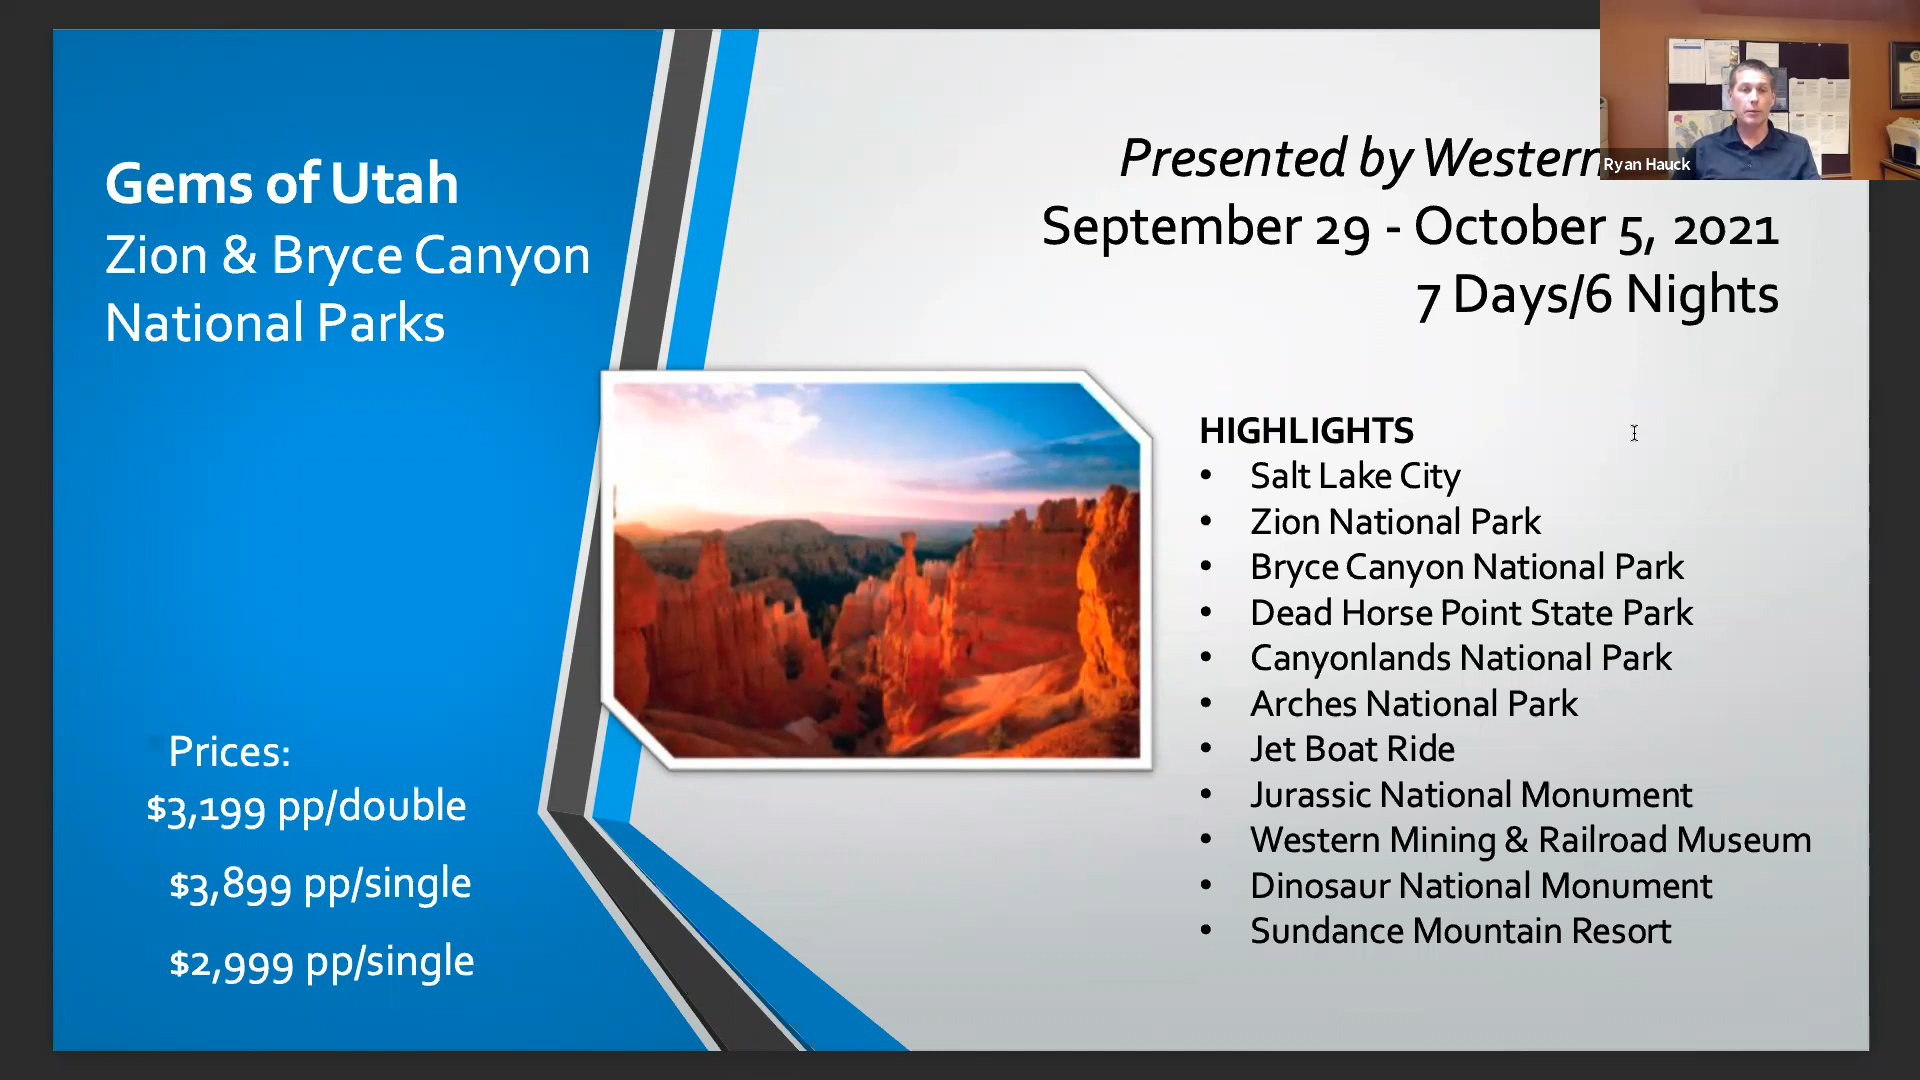 Gems of Utah
Zion & Bryce Canyon
National Parks
Prices:
$3,199 pp/double
$3,899 pp/single
$2,999 pp/single
Presented by Western
September 29 - October 5, 2021
7 Days/6 Nights
HIGHLIGHTS
• Salt Lake City
• Zion National Park
• Bryce Canyon National Park
• Dead Horse Point State Park
• Canyonlands National Park
• Arches National Park
• Jet Boat Ride
• Jurassic National Monument
• Western Mining & Railroad Museum
• Dinosaur National Monument
• Sundance Mountain Resort
Ryan Hauck